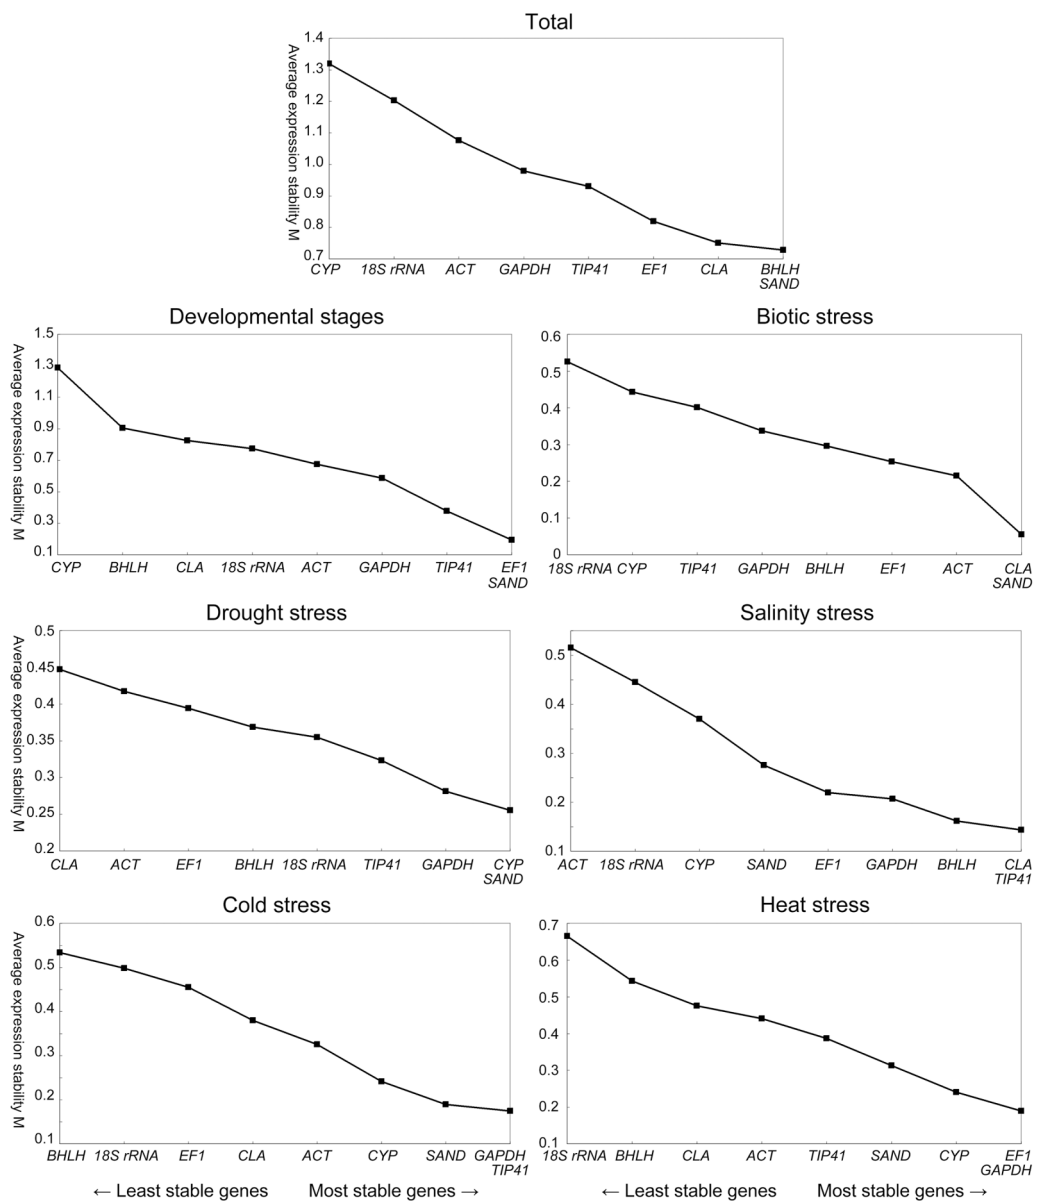 Total
Average expression stability M
1.4
1.3
1.2
1.1
1.0
0.9
0.8
0.7
CYP 18S rRNA ACT GAPDH TIP41 EF1 CLA BHLH
SAND
Developmental stages
Average expression stability M
1.5
1.3
1.1
0.9
0.7
0.5
0.3
0.1
CYP BHLH CLA 18S rRNA ACT GAPDH TIP41 EF1
SAND
Biotic stress
0.6
0.5
0.4
0.3
0.2
0.1
0
18S rRNA CYP TIP41 GAPDH BHLH EF1 ACT CLA
SAND
Drought stress
Average expression stability M
0.5
0.45
0.4
0.35
0.3
0.25
0.2
CLA ACT EF1 BHLH 18S rRNA TIP41 GAPDH CYP
SAND
Salinity stress
0.5
0.4
0.3
0.2
0.1
ACT 18S rRNA CYP SAND EF1 GAPDH BHLH CLA
TIP41
Cold stress
Average expression stability M
0.6
0.5
0.4
0.3
0.2
0.1
BHLH 18S rRNA EF1 CLA ACT CYP SAND GAPDH
TIP41
← Least stable genes Most stable genes →
Heat stress
0.7
0.6
0.5
0.4
0.3
0.2
0.1
18S rRNA BHLH CLA ACT TIP41 SAND CYP EF1
GAPDH
← Least stable genes Most stable genes →